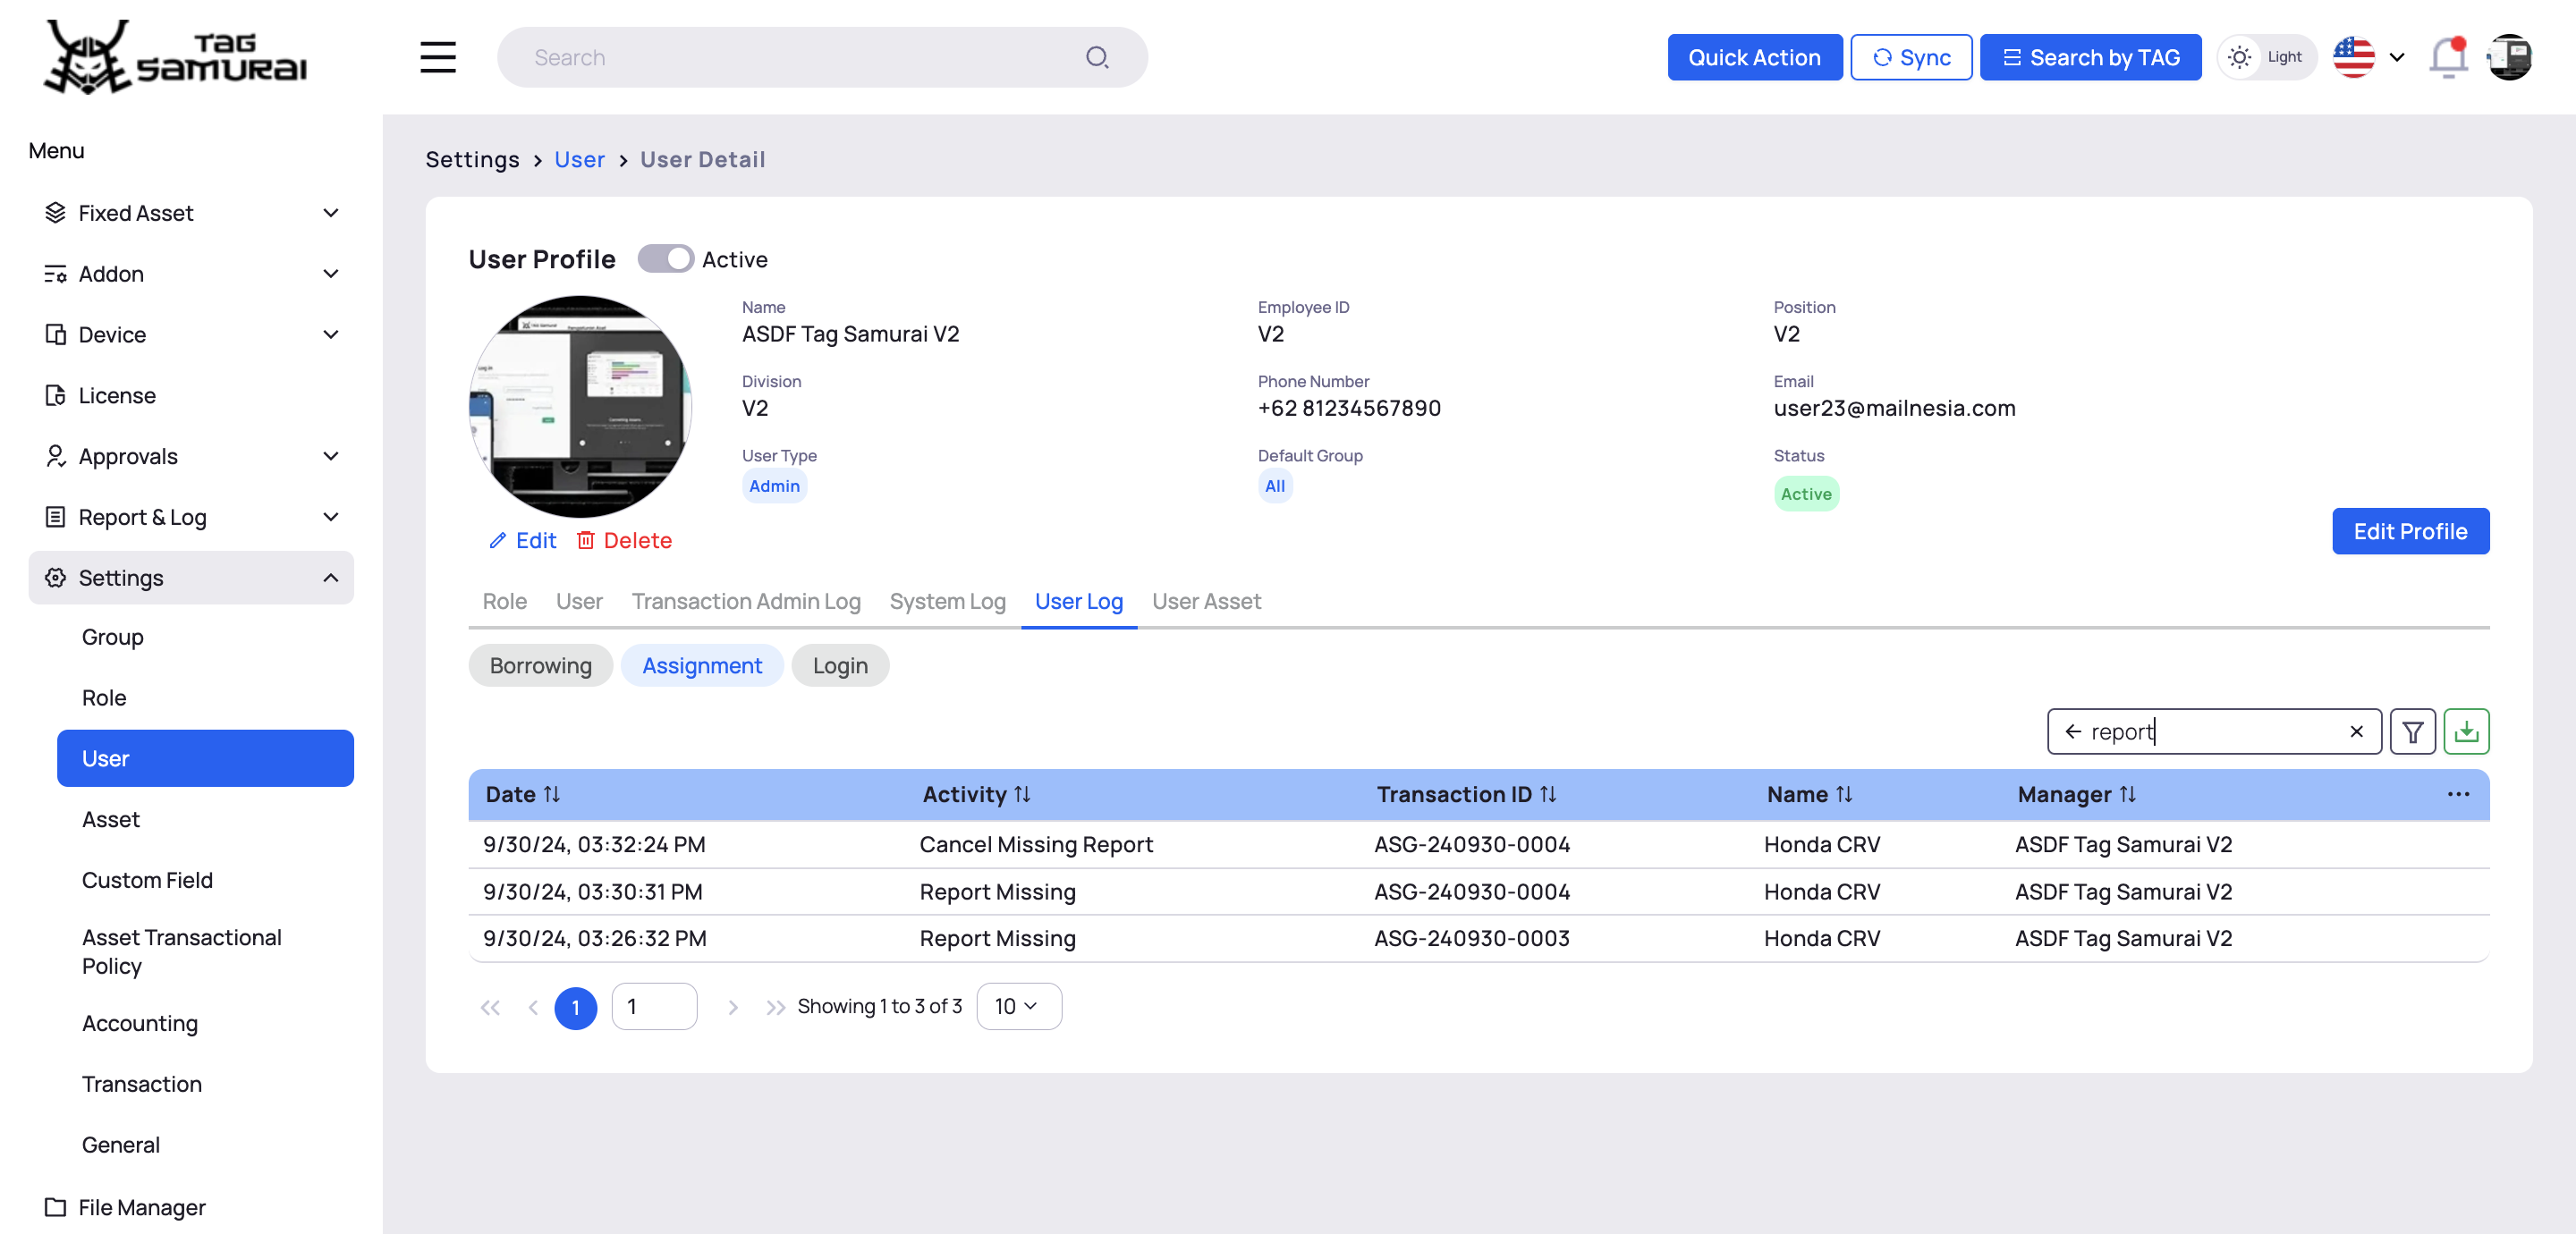 TAG SAMURAI
Search
Quick Action
Sync
Search by TAG
Light
Menu
Fixed Asset
Addon
Device
License
Approvals
Report & Log
Settings
Group
Role
User
Asset
Custom Field
Asset Transactional
Policy
Accounting
Transaction
General
File Manager
Settings > User > User Detail
User Profile Active
Edit Delete
Name
ASDF Tag Samurai V2
Employee ID
V2
Position
V2
Division
V2
Phone Number
+62 81234567890
Email
user23@mailnesia.com
User Type
Admin
Default Group
All
Status
Active
Edit Profile
Role User Transaction Admin Log System Log User Log User Asset
Borrowing Assignment Login
report
Date Activity Transaction ID Name Manager
9/30/24, 03:32:24 PM Cancel Missing Report ASG-240930-0004 Honda CRV ASDF Tag Samurai V2
9/30/24, 03:30:31 PM Report Missing ASG-240930-0004 Honda CRV ASDF Tag Samurai V2
9/30/24, 03:26:32 PM Report Missing ASG-240930-0003 Honda CRV ASDF Tag Samurai V2
1 1 Showing 1 to 3 of 3 10